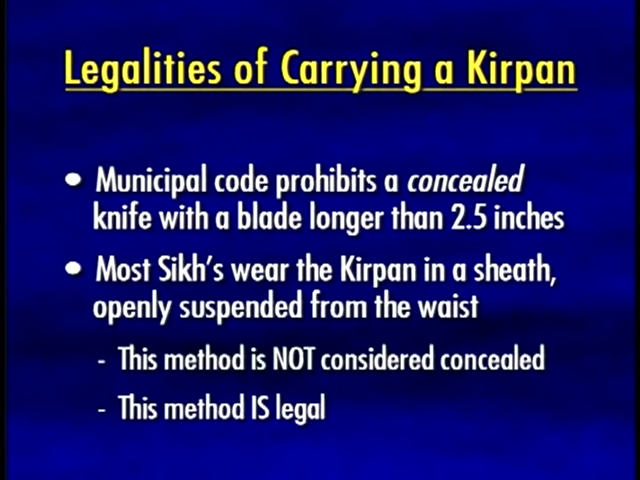 Legalities of Carrying a Kirpan
• Municipal code prohibits a concealed
knife with a blade longer than 2.5 inches
• Most Sikh's wear the Kirpan in a sheath,
openly suspended from the waist
- This method is NOT considered concealed
- This method IS legal